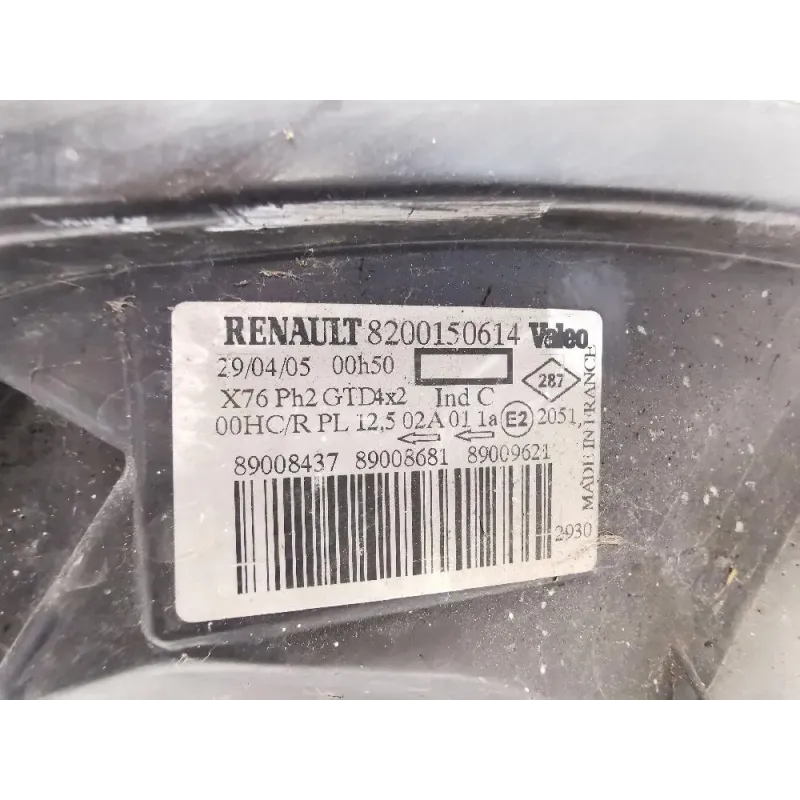 RENAULT 8200150614 Valeo
29/04/05 00h50
287
X76 Ph2 GTD4x2 Ind C
00HC/R PL 12,5 02A 01 1a E2 2051,
89008437 89008681 89009621
2930
MADE IN FRANCE